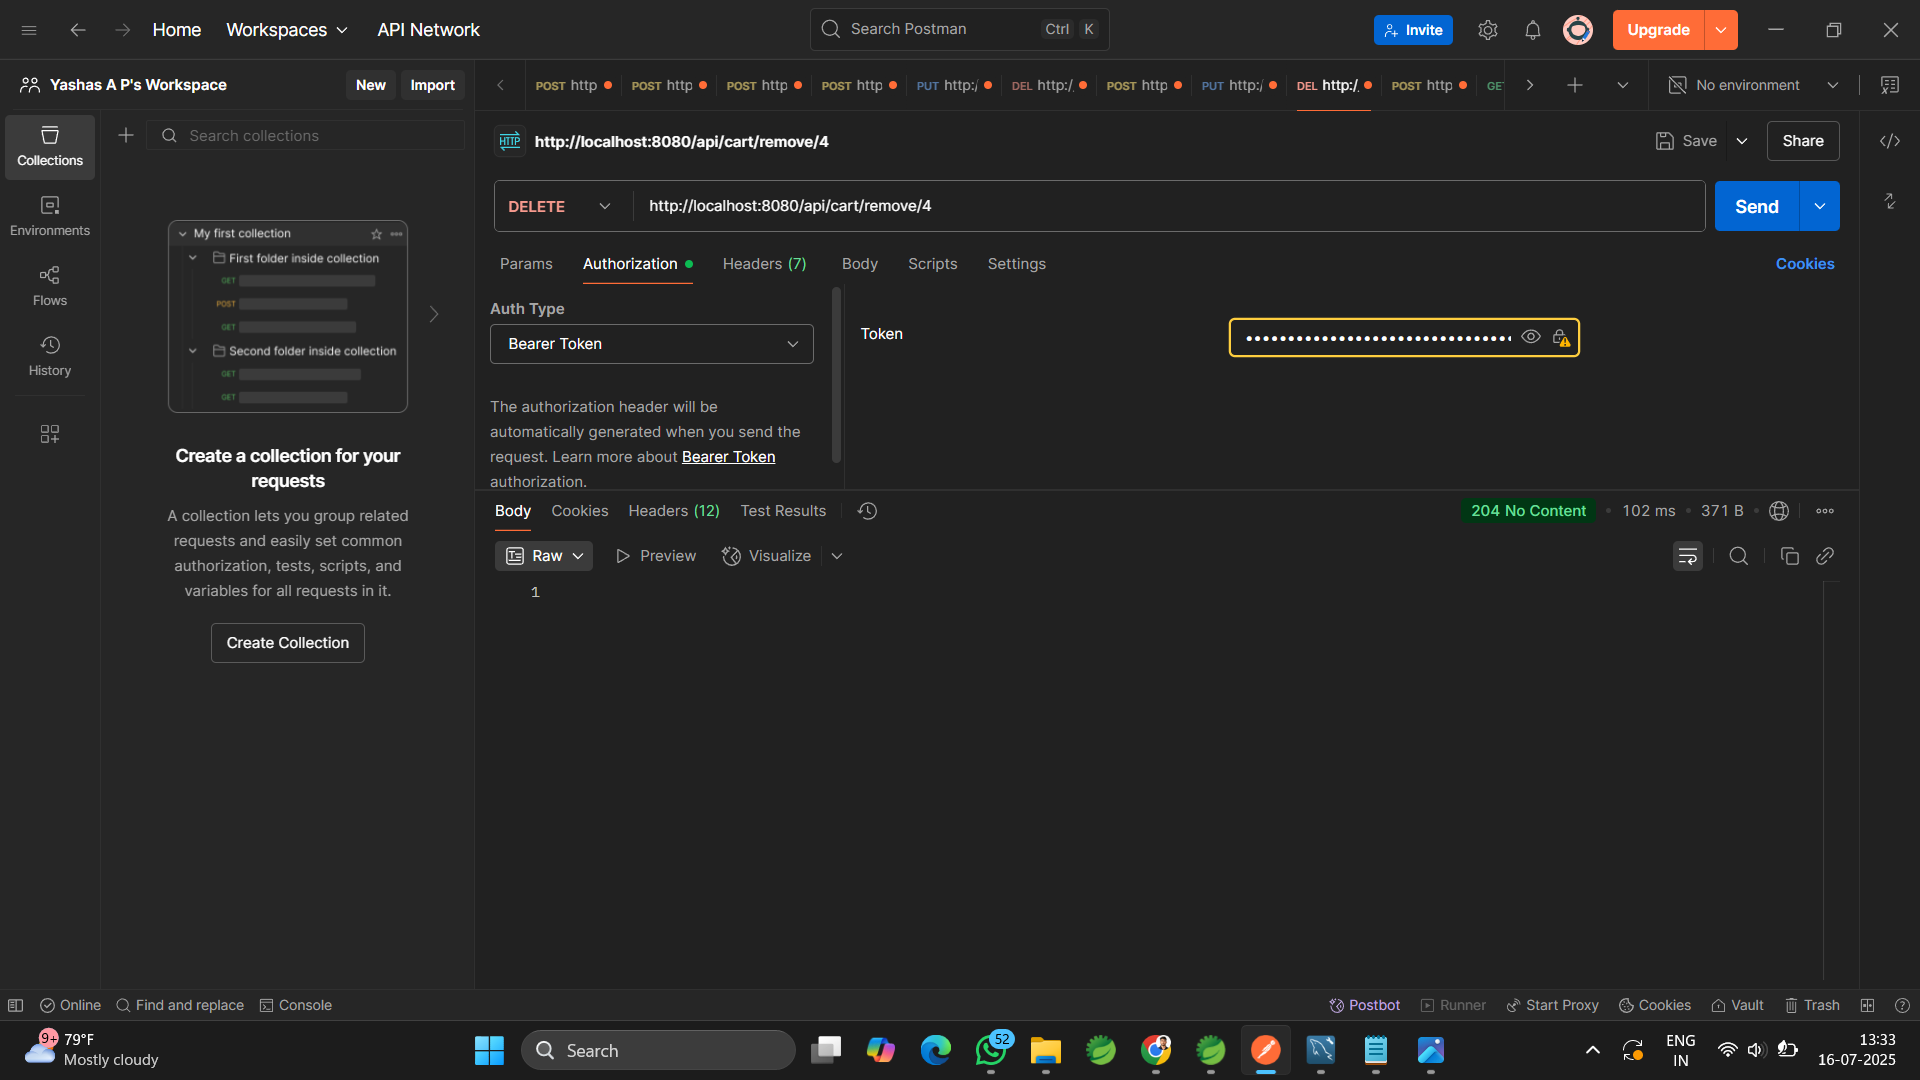 Home
Workspaces
API Network
Search Postman
Ctrl
K
Invite
Upgrade
Yashas A P's Workspace
New
Import
POST http
POST http
POST http
POST http
PUT http:/
DEL http:/
POST http
PUT http:/
DEL http:/
POST http
GET
No environment
Collections
Environments
Flows
History
Search collections
My first collection
First folder inside collection
GET
POST
GET
Second folder inside collection
GET
GET
Create a collection for your
requests
A collection lets you group related
requests and easily set common
authorization, tests, scripts, and
variables for all requests in it.
Create Collection
HTTP
http://localhost:8080/api/cart/remove/4
Save
Share
DELETE
http://localhost:8080/api/cart/remove/4
Send
Params
Authorization
Headers (7)
Body
Scripts
Settings
Cookies
Auth Type
Bearer Token
The authorization header will be
automatically generated when you send the
request. Learn more about Bearer Token
authorization.
Token
Body
Cookies
Headers (12)
Test Results
204 No Content
102 ms
371 B
Raw
Preview
Visualize
1
Online
Find and replace
Console
Postbot
Runner
Start Proxy
Cookies
Vault
Trash
9+
79°F
Mostly cloudy
Search
52
ENG
IN
13:33
16-07-2025